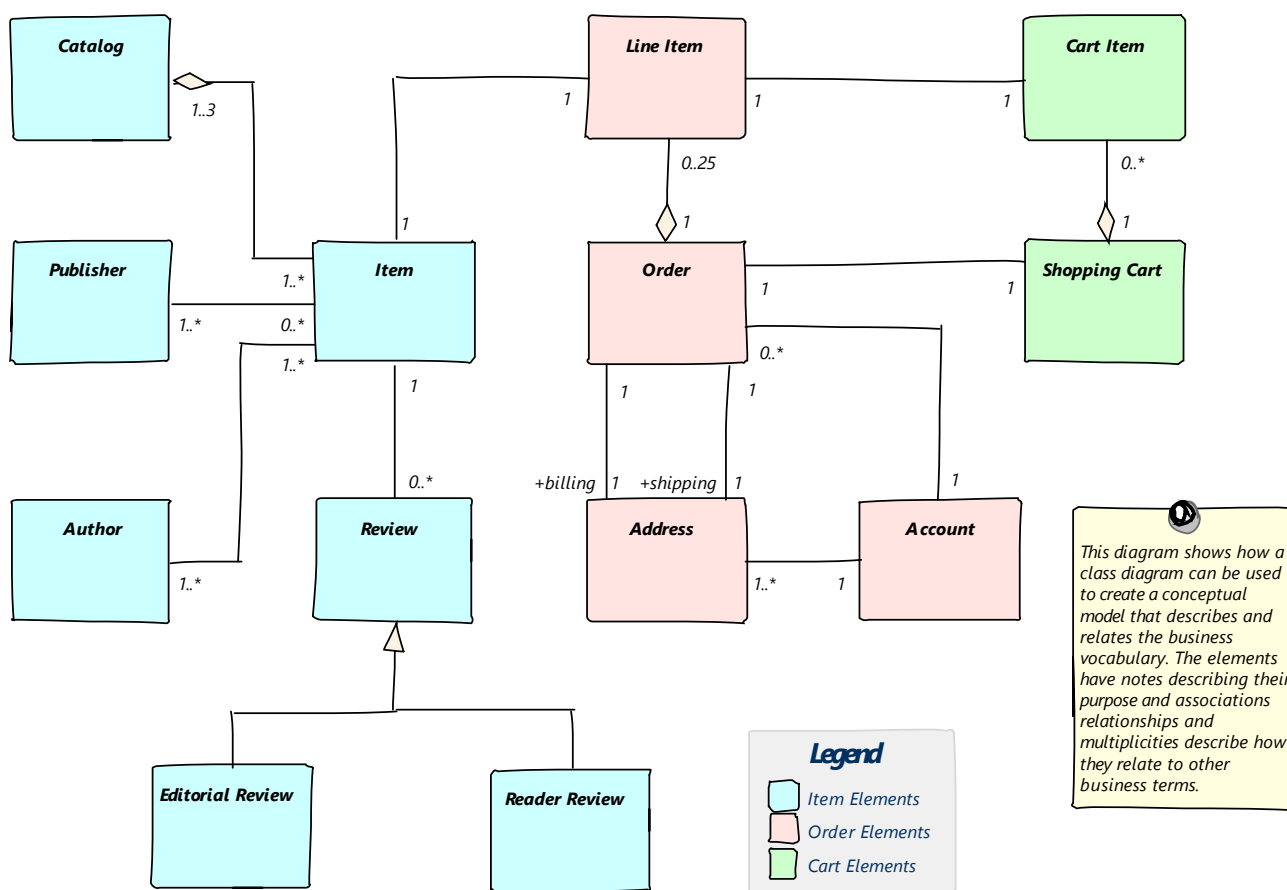 Catalog
Line Item
Cart Item
1..3
1
1
1
0..25
0..*
1
1
1
Publisher
Item
Order
Shopping Cart
1..*
1
1
1..*
0..*
1..*
0..*
1
1
1
0..*
+billing
1
+shipping
1
1
Author
Review
Address
Account
1..*
1..*
1
This diagram shows how a
class diagram can be used
to create a conceptual
model that describes and
relates the business
vocabulary. The elements
have notes describing their
purpose and associations
relationships and
multiplicities describe how
they relate to other
business terms.
Editorial Review
Reader Review
Legend
Item Elements
Order Elements
Cart Elements